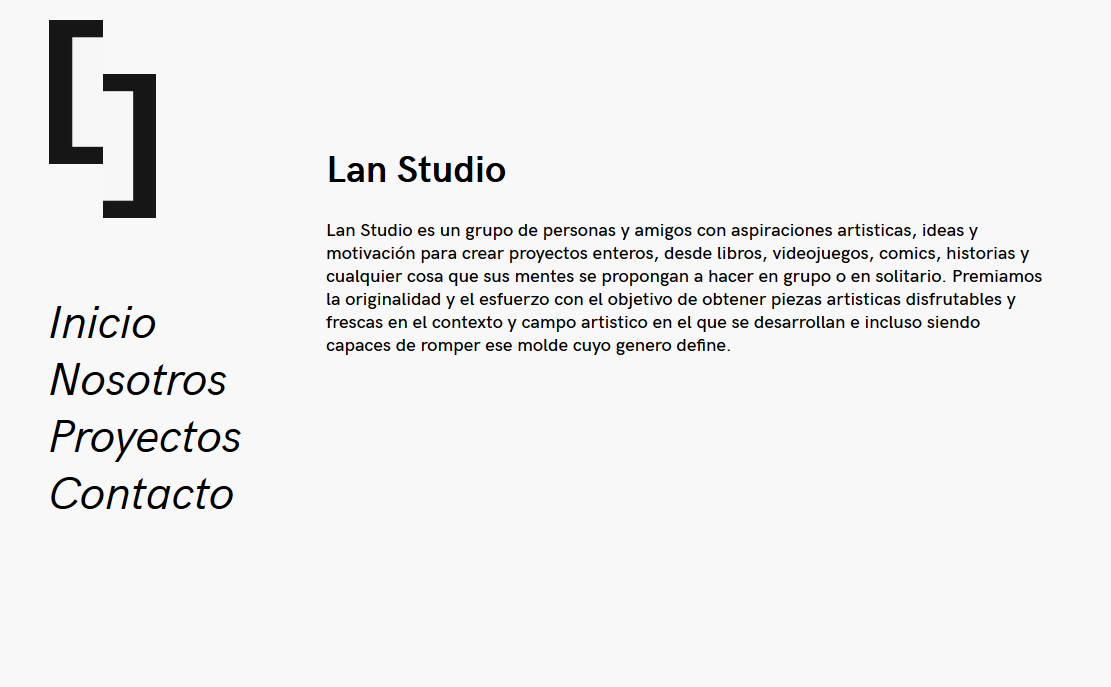 Lan Studio
Lan Studio es un grupo de personas y amigos con aspiraciones artisticas, ideas y
motivación para crear proyectos enteros, desde libros, videojuegos, comics, historias y
cualquier cosa que sus mentes se propongan a hacer en grupo o en solitario. Premiamos
la originalidad y el esfuerzo con el objetivo de obtener piezas artisticas disfrutables y
frescas en el contexto y campo artistico en el que se desarrollan e incluso siendo
capaces de romper ese molde cuyo genero define.
Inicio
Nosotros
Proyectos
Contacto